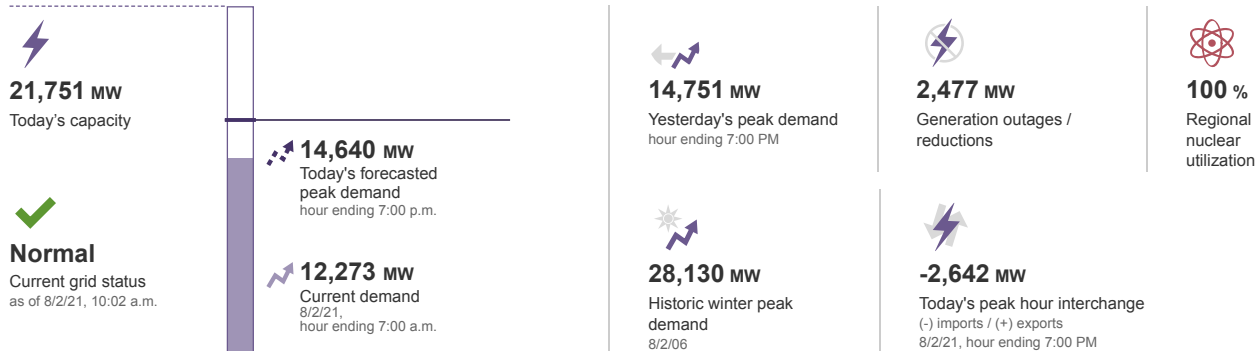 21,751 MW
Today's capacity
Normal
Current grid status
as of 8/2/21, 10:02 a.m.
14,640 MW
Today's forecasted
peak demand
hour ending 7:00 p.m.
12,273 MW
Current demand
8/2/21,
hour ending 7:00 a.m.
14,751 MW
Yesterday's peak demand
hour ending 7:00 PM
2,477 MW
Generation outages /
reductions
100 %
Regional
nuclear
utilization
28,130 MW
Historic winter peak
demand
8/2/06
-2,642 MW
Today's peak hour interchange
(-) imports / (+) exports
8/2/21, hour ending 7:00 PM